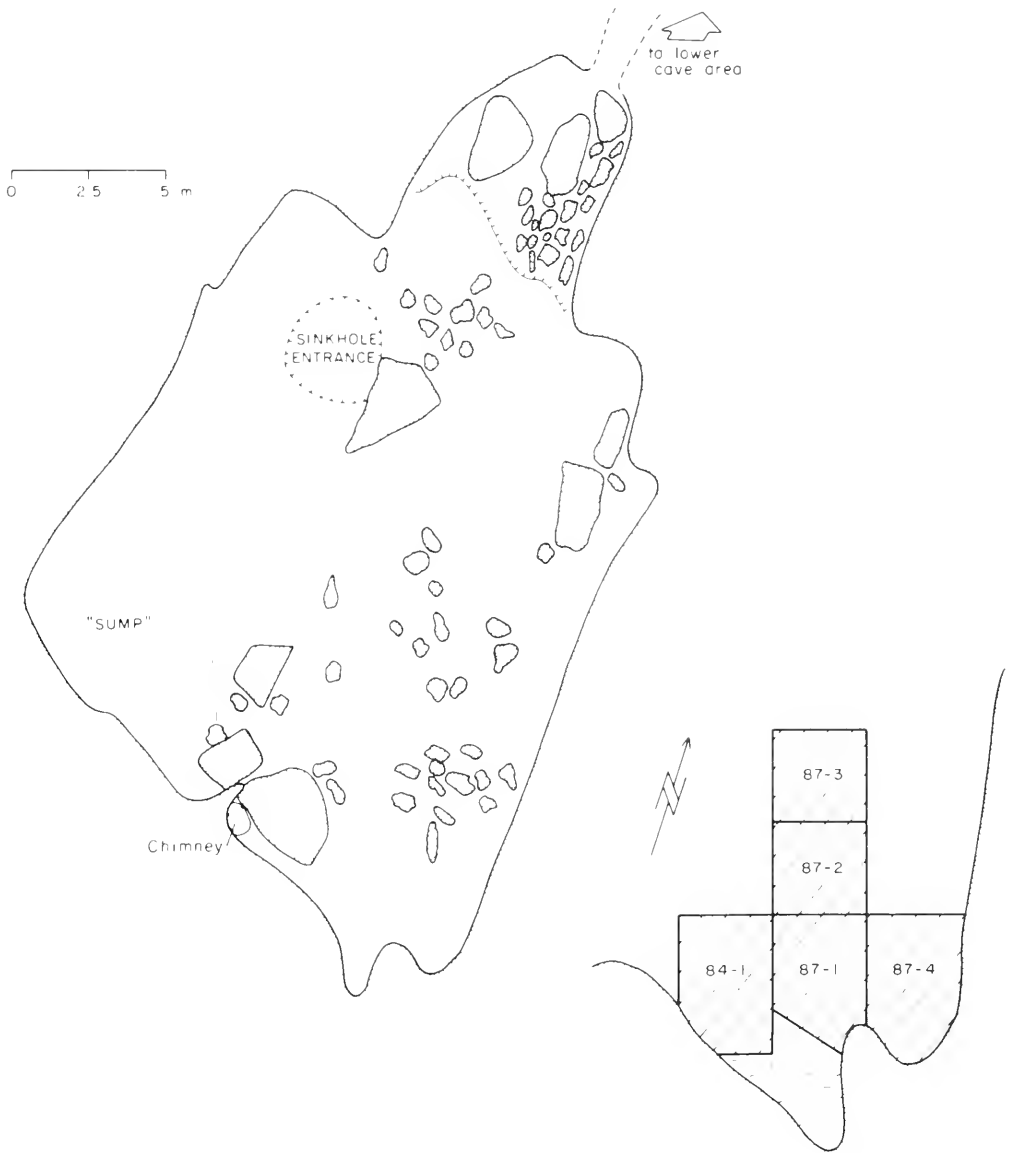 to lower
cave area
0 2.5 5 m
SINKHOLE
ENTRANCE
"SUMP"
Chimney
87-3
87-2
84-1 87-1 87-4
N